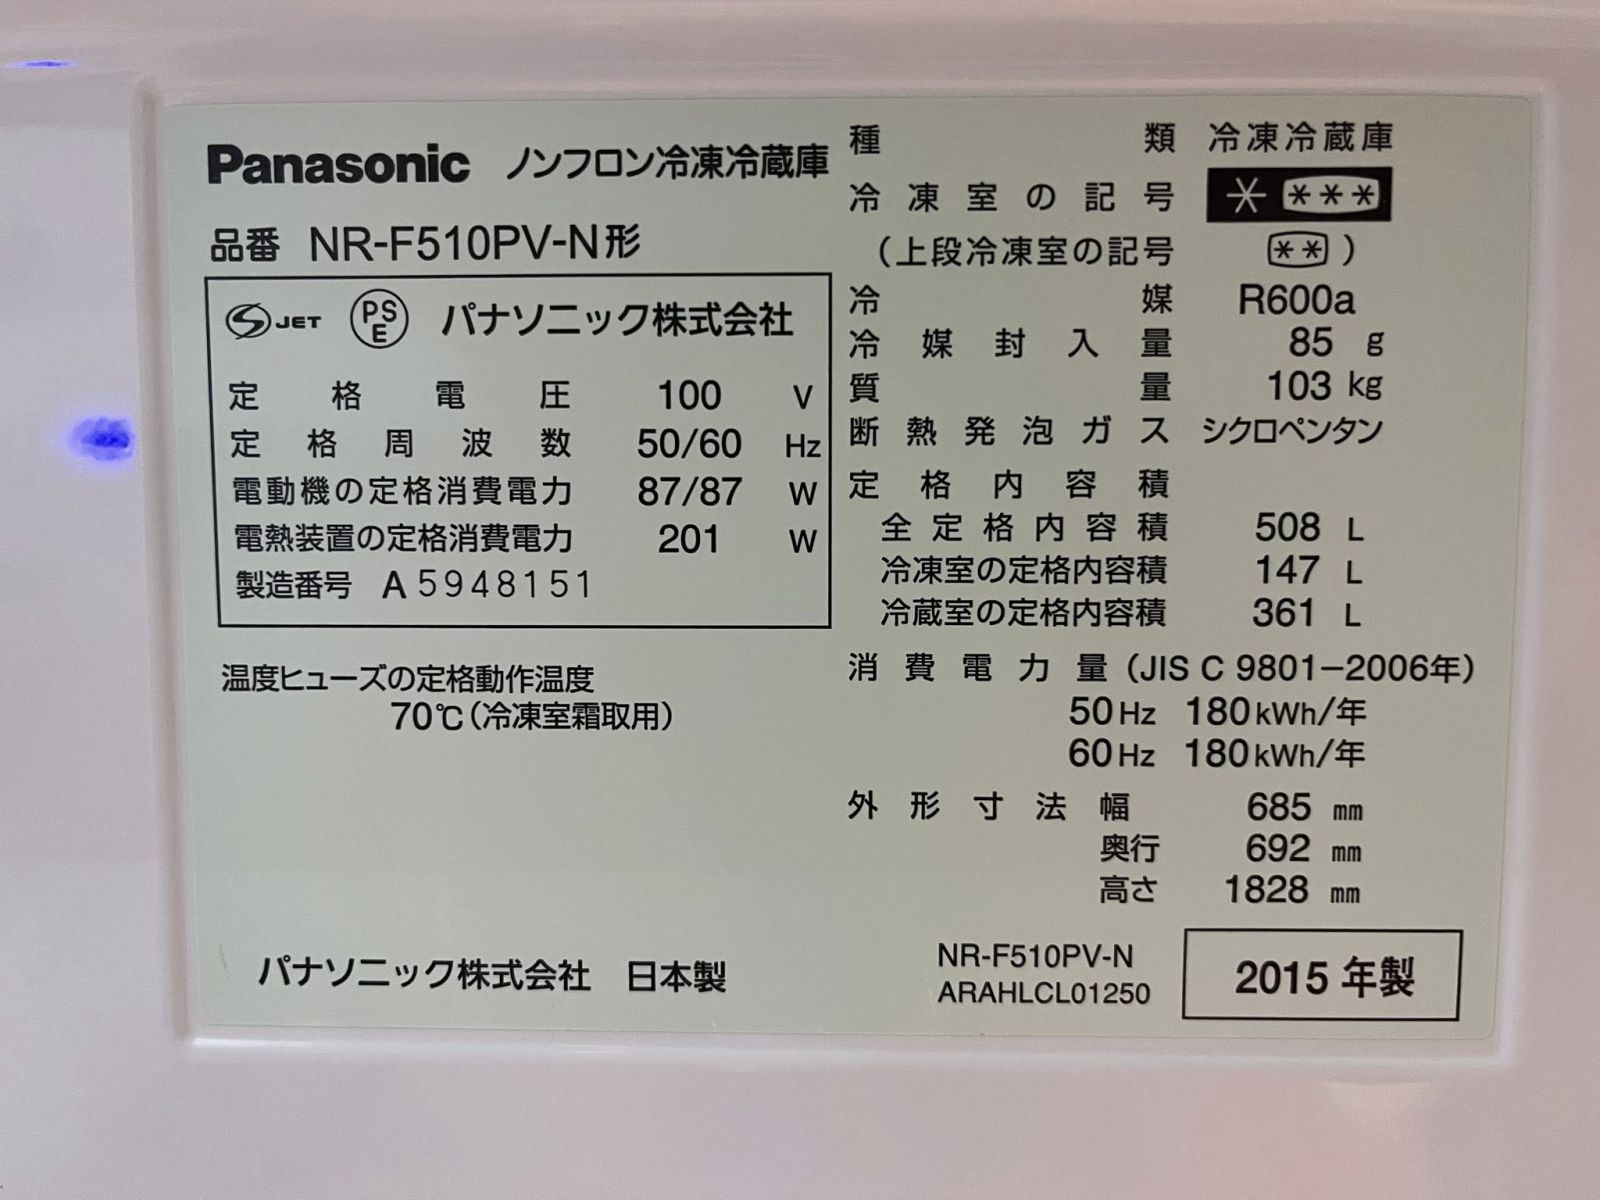 Panasonic ノンフロン冷凍冷蔵庫
品番 NR-F510PV-N形
JET PSE パナソニック株式会社
定格電圧 100 V
定格周波数 50/60 Hz
電動機の定格消費電力 87/87 W
電熱装置の定格消費電力 201 W
製造番号 A 5948151
温度ヒューズの定格動作温度
70℃(冷凍室霜取用)
パナソニック株式会社 日本製
種類 冷凍冷蔵庫
冷凍室の記号 * ***
(上段冷凍室の記号 **)
冷媒 R600a
冷媒封入量 85 g
質量 103 kg
断熱発泡ガス シクロペンタン
定格内容積
全定格内容積 508 L
冷凍室の定格内容積 147 L
冷蔵室の定格内容積 361 L
消費電力量(JIS C 9801-2006年)
50Hz 180kWh/年
60Hz 180kWh/年
外形寸法 幅 685 mm
奥行 692 mm
高さ 1828 mm
NR-F510PV-N
ARAHLCL01250
2015年製